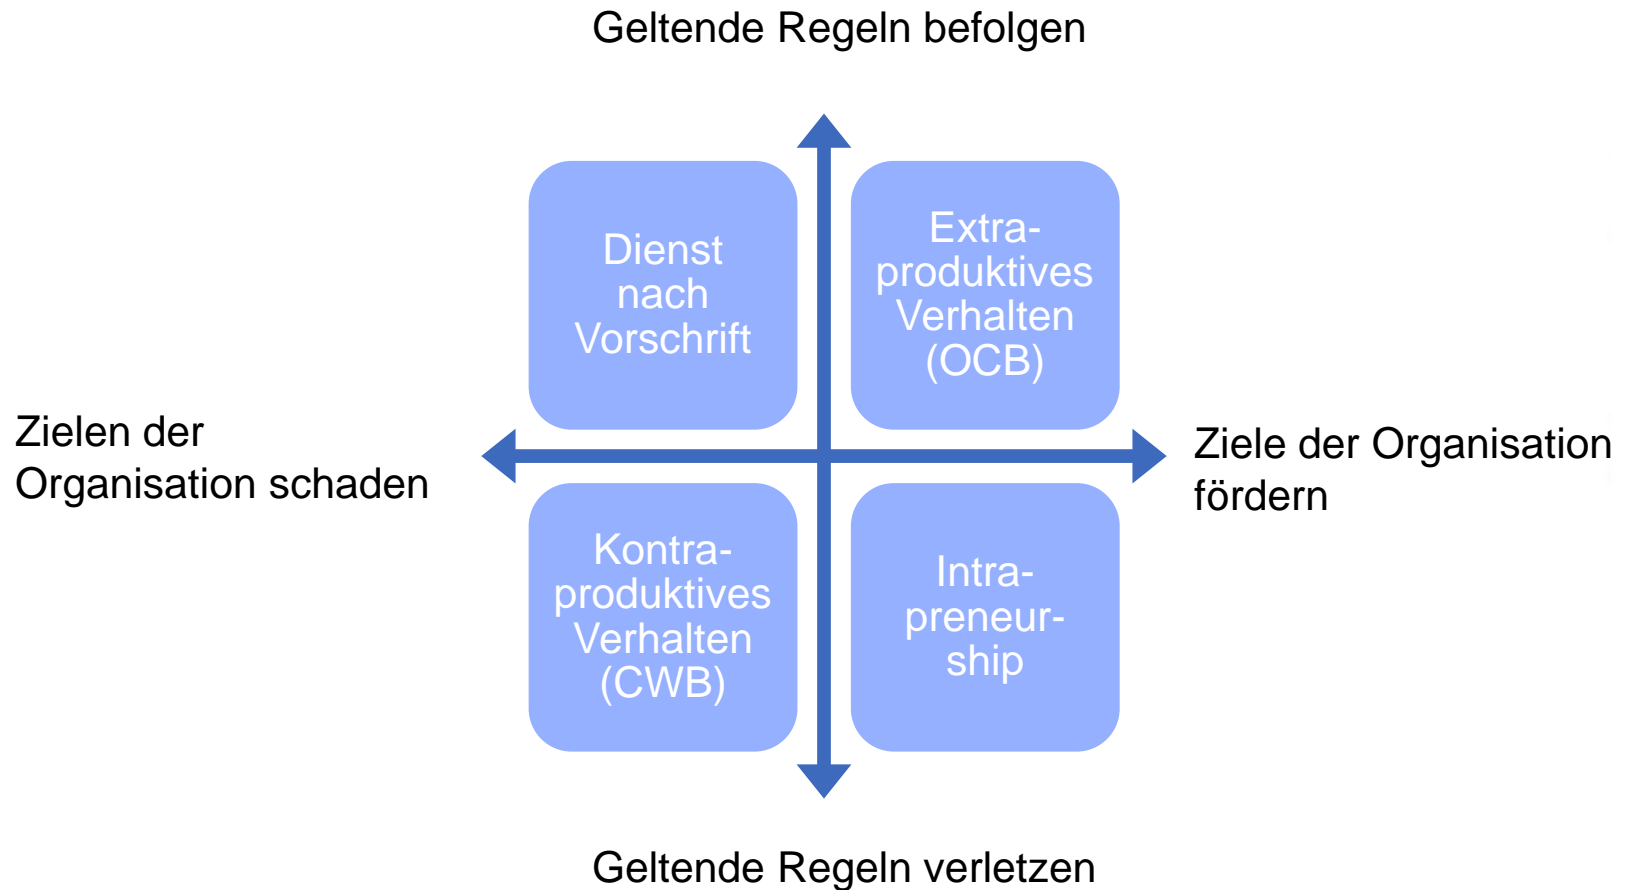 Geltende Regeln befolgen
Dienst
nach
Vorschrift
Extra-
produktives
Verhalten
(OCB)
Zielen der
Organisation schaden
Ziele der Organisation
fördern
Kontra-
produktives
Verhalten
(CWB)
Intra-
preneur-
ship
Geltende Regeln verletzen